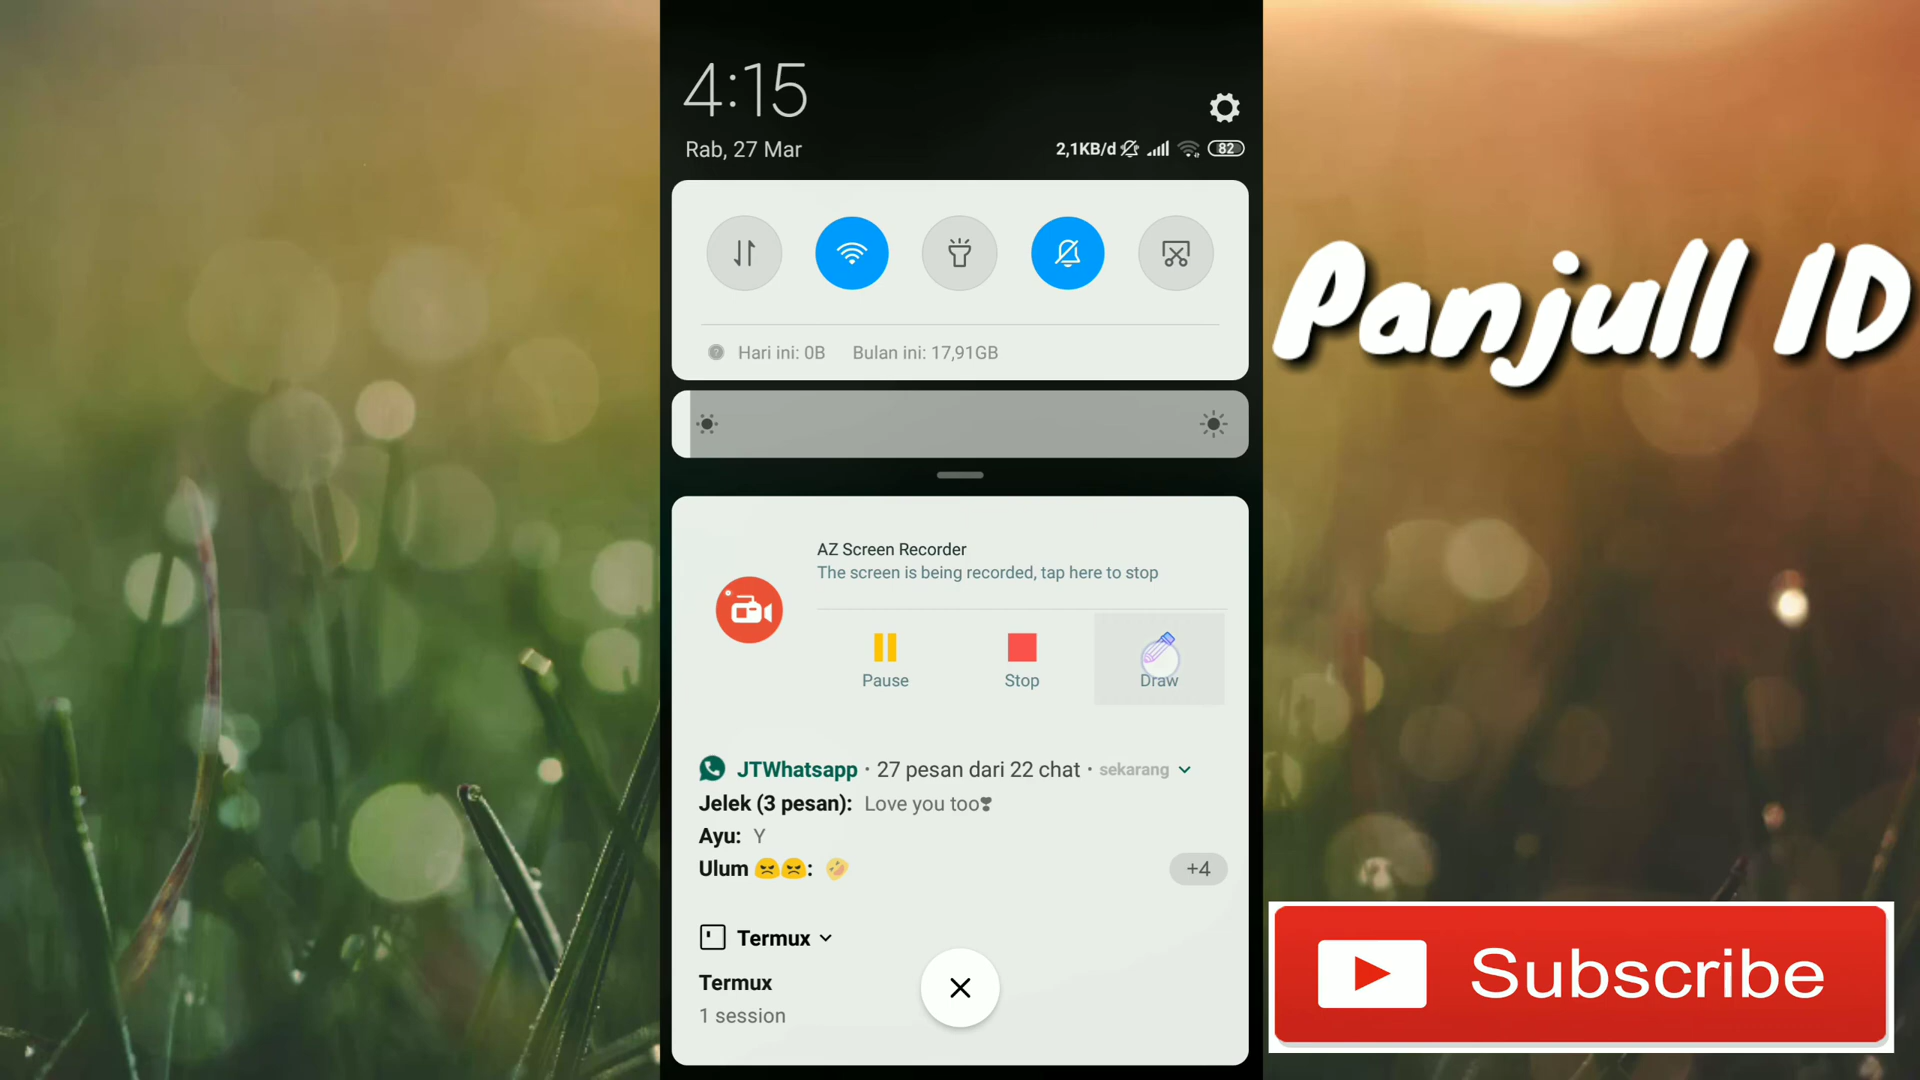 4:15
Rab, 27 Mar
2,1KB/d
82
Panjull ID
Hari ini: 0B Bulan ini: 17,91GB
AZ Screen Recorder
The screen is being recorded, tap here to stop
Pause
Stop
Draw
JTWhatsapp · 27 pesan dari 22 chat · sekarang
Jelek (3 pesan): Love you too❣
Ayu: Y
Ulum 😠😠: 🤣
+4
Termux
Termux
1 session
Subscribe